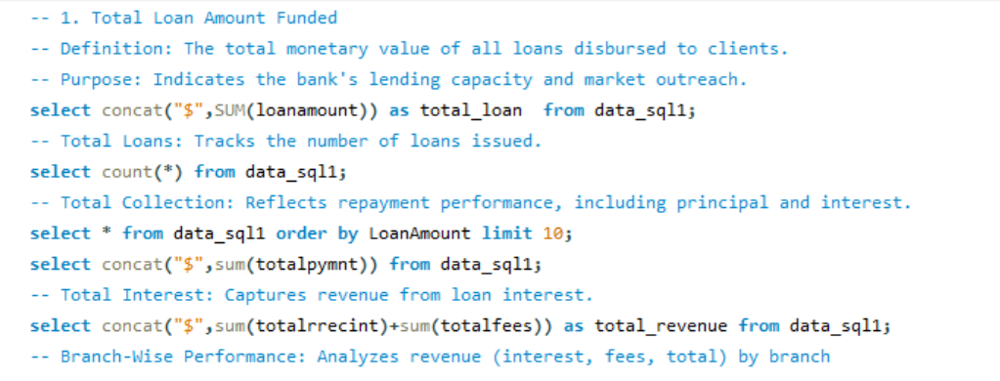 -- 1. Total Loan Amount Funded
-- Definition: The total monetary value of all loans disbursed to clients.
-- Purpose: Indicates the bank's lending capacity and market outreach.
select concat("$",SUM(loanamount)) as total_loan  from data_sql1;
-- Total Loans: Tracks the number of loans issued.
select count(*) from data_sql1;
-- Total Collection: Reflects repayment performance, including principal and interest.
select * from data_sql1 order by LoanAmount limit 10;
select concat("$",sum(totalpymnt)) from data_sql1;
-- Total Interest: Captures revenue from loan interest.
select concat("$",sum(totalrrecint)+sum(totalfees)) as total_revenue from data_sql1;
-- Branch-Wise Performance: Analyzes revenue (interest, fees, total) by branch